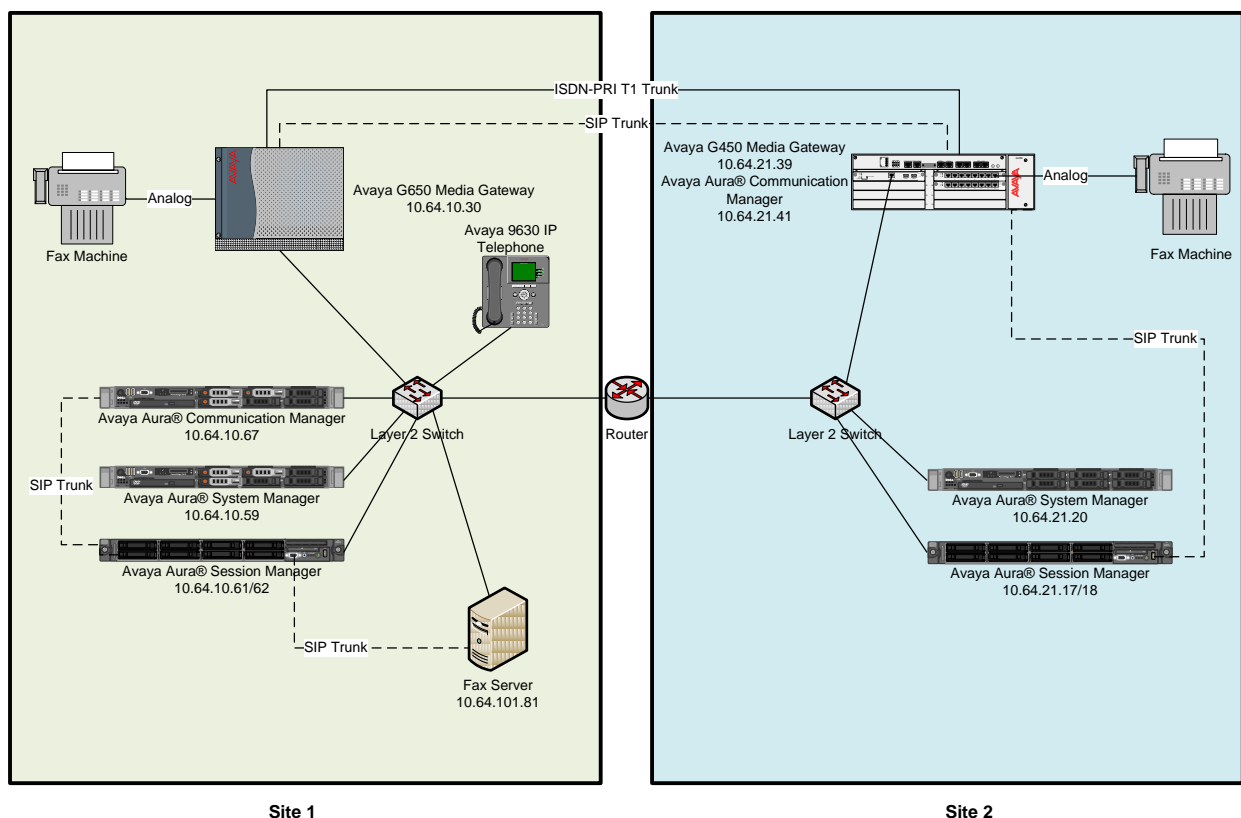 ISDN-PRI T1 Trunk
SIP Trunk
Avaya G450 Media Gateway
10.64.21.39
Avaya Aura® Communication
Manager
10.64.21.41
AVAYA
Analog
Fax Machine
AVAYA
Analog
Fax Machine
Avaya G650 Media Gateway
10.64.10.30
Avaya 9630 IP
Telephone
SIP Trunk
Avaya Aura® Communication Manager
10.64.10.67
Layer 2 Switch
Router
Layer 2 Switch
SIP Trunk
Avaya Aura® System Manager
10.64.10.59
Avaya Aura® System Manager
10.64.21.20
Avaya Aura® Session Manager
10.64.10.61/62
Avaya Aura® Session Manager
10.64.21.17/18
SIP Trunk
Fax Server
10.64.101.81
Site 1
Site 2